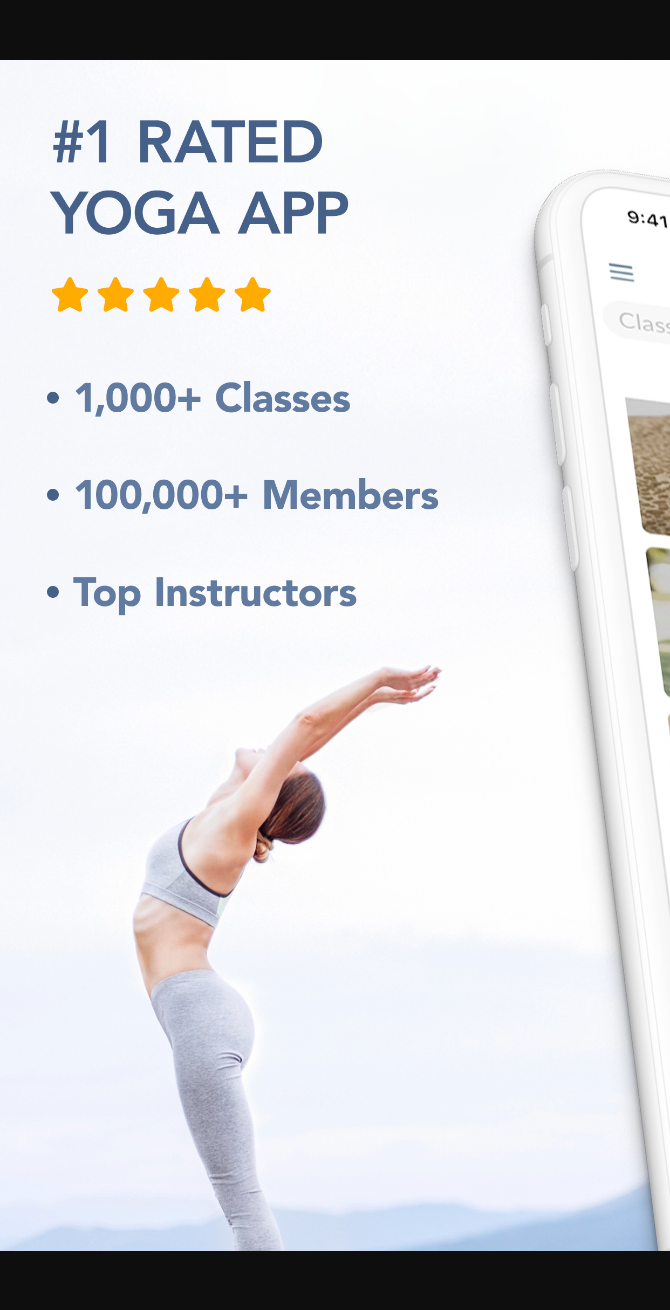 #1 RATED
YOGA APP
• 1,000+ Classes
• 100,000+ Members
• Top Instructors
9:41